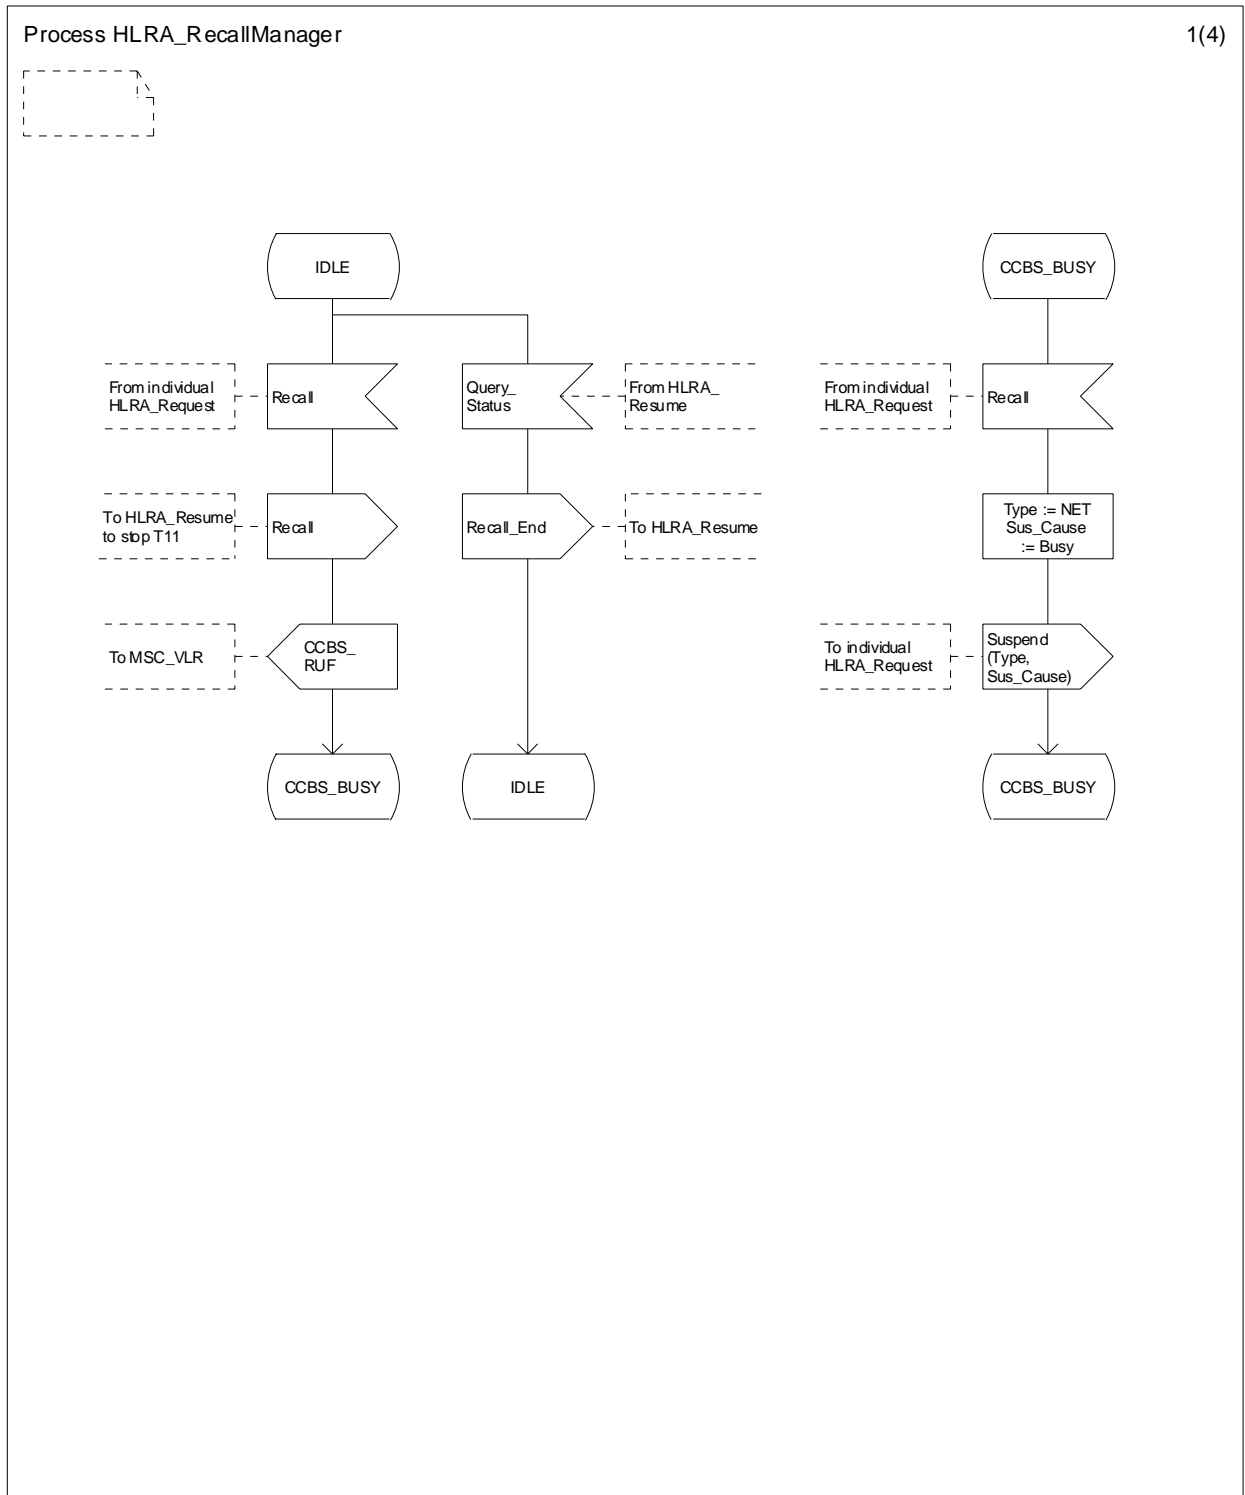 Process HLRA_RecallManager
1(4)
IDLE
CCBS_BUSY
From individual
HLRA_Request
Recall
Query_
Status
From HLRA_
Resume
From individual
HLRA_Request
Recall
To HLRA_Resume
to stop T11
Recall
Recall_End
To HLRA_Resume
Type := NET
Sus_Cause
:= Busy
To MSC_VLR
CCBS_
RUF
To individual
HLRA_Request
Suspend
(Type,
Sus_Cause)
CCBS_BUSY
IDLE
CCBS_BUSY